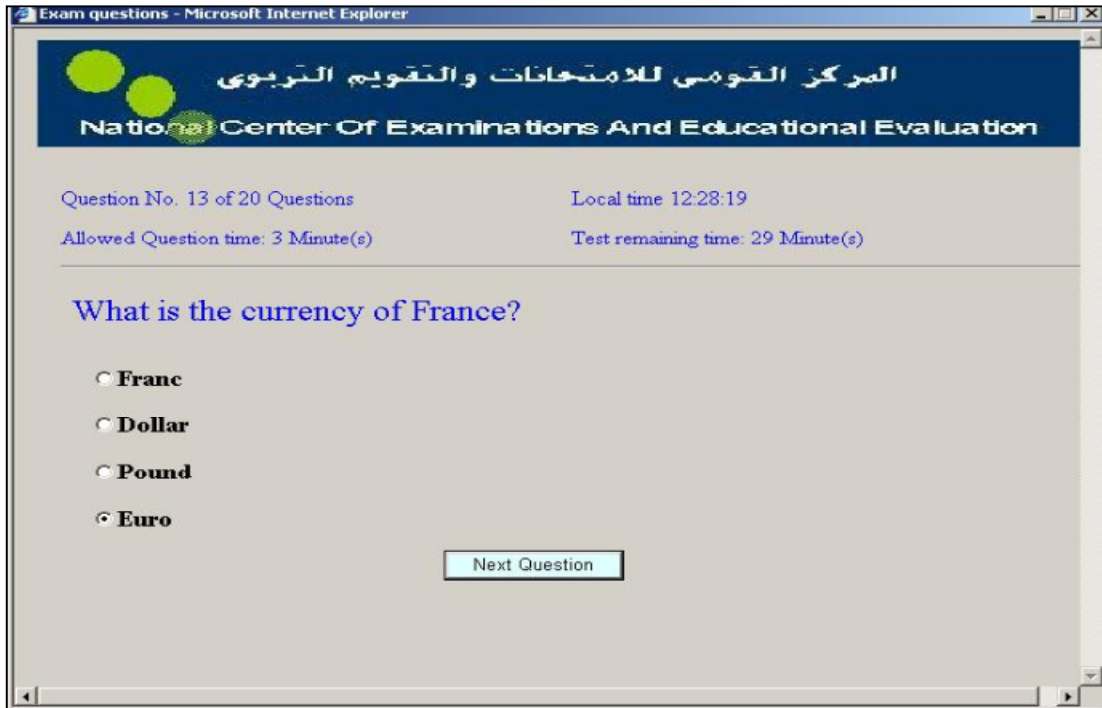 Exam questions - Microsoft Internet Explorer
المركز القومى للامتحانات والتقويم التربوى
National Center Of Examinations And Educational Evaluation
Question No. 13 of 20 Questions
Local time 12:28:19
Allowed Question time: 3 Minute(s)
Test remaining time: 29 Minute(s)
What is the currency of France?
Franc
Dollar
Pound
Euro
Next Question